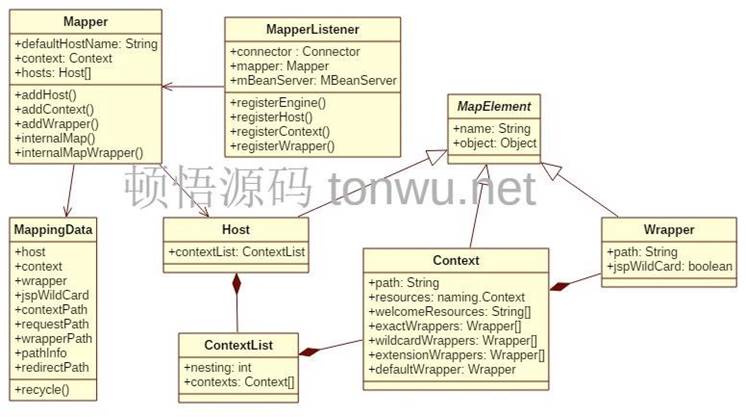 Mapper
+defaultHostName: String
+context: Context
+hosts: Host[]
+addHost()
+addContext()
+addWrapper()
+internalMap()
+internalMapWrapper()
MapperListener
+connector : Connector
+mapper: Mapper
+mBeanServer: MBeanServer
+registerEngine()
+registerHost()
+registerContext()
+registerWrapper()
MapElement
+name: String
+object: Object
顿悟源码 tonwu.net
MappingData
+host
+context
+wrapper
+jspWildCard
+contextPath
+requestPath
+wrapperPath
+pathInfo
+redirectPath
+recycle()
Host
+contextList: ContextList
ContextList
+nesting: int
+contexts: Context[]
Context
+path: String
+resources: naming.Context
+welcomeResources: String[]
+exactWrappers: Wrapper[]
+wildcardWrappers: Wrapper[]
+extensionWrappers: Wrapper[]
+defaultWrapper: Wrapper
Wrapper
+path: String
+jspWildCard: boolean